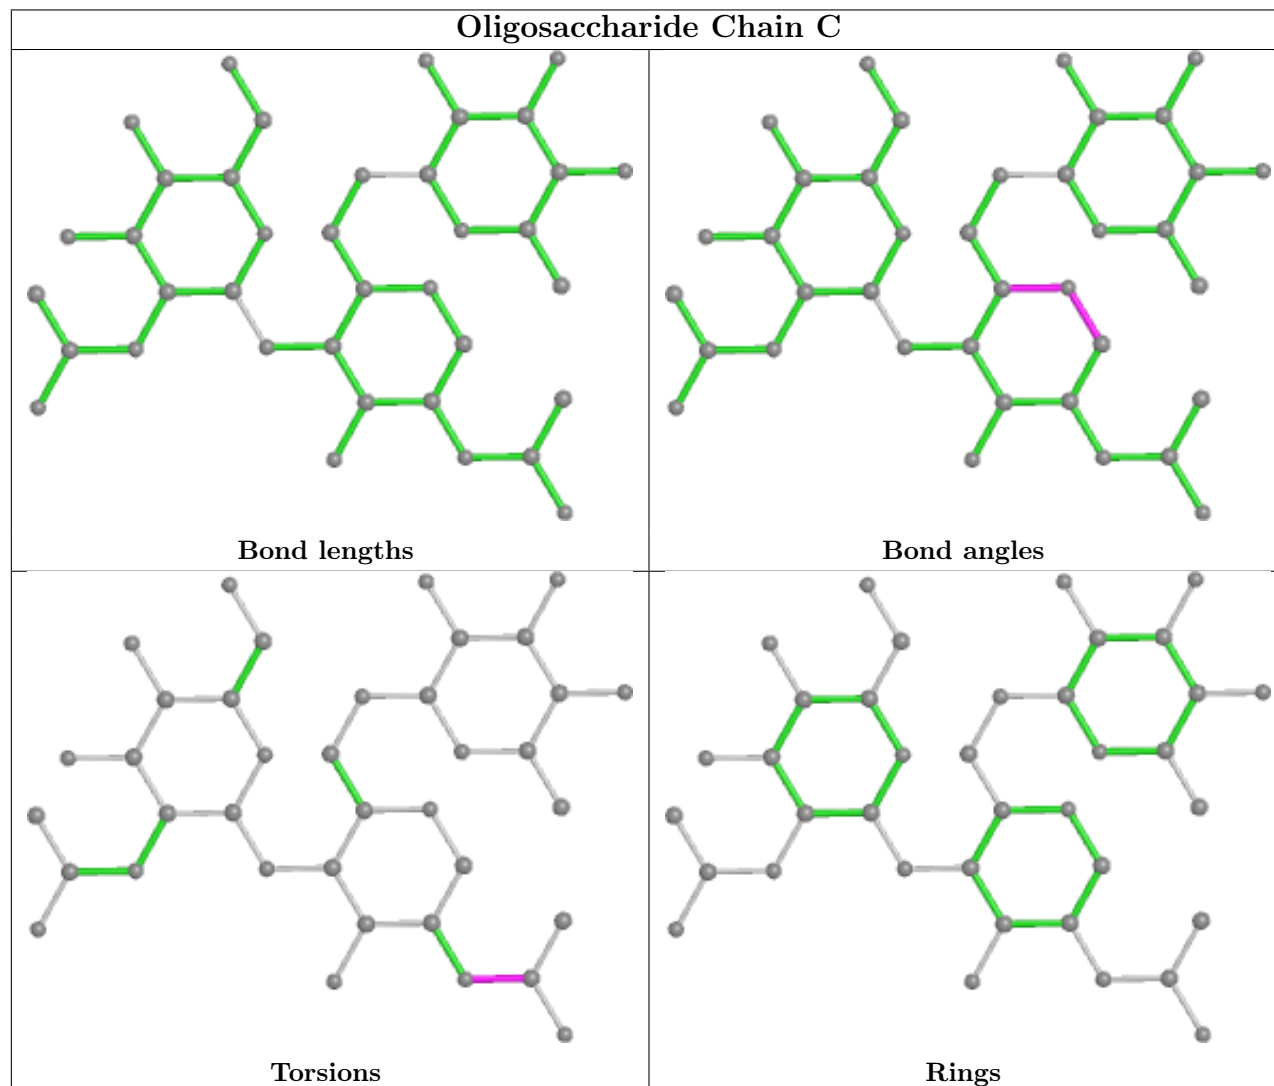 Oligosaccharide Chain C
Bond lengths
Bond angles
Torsions
Rings